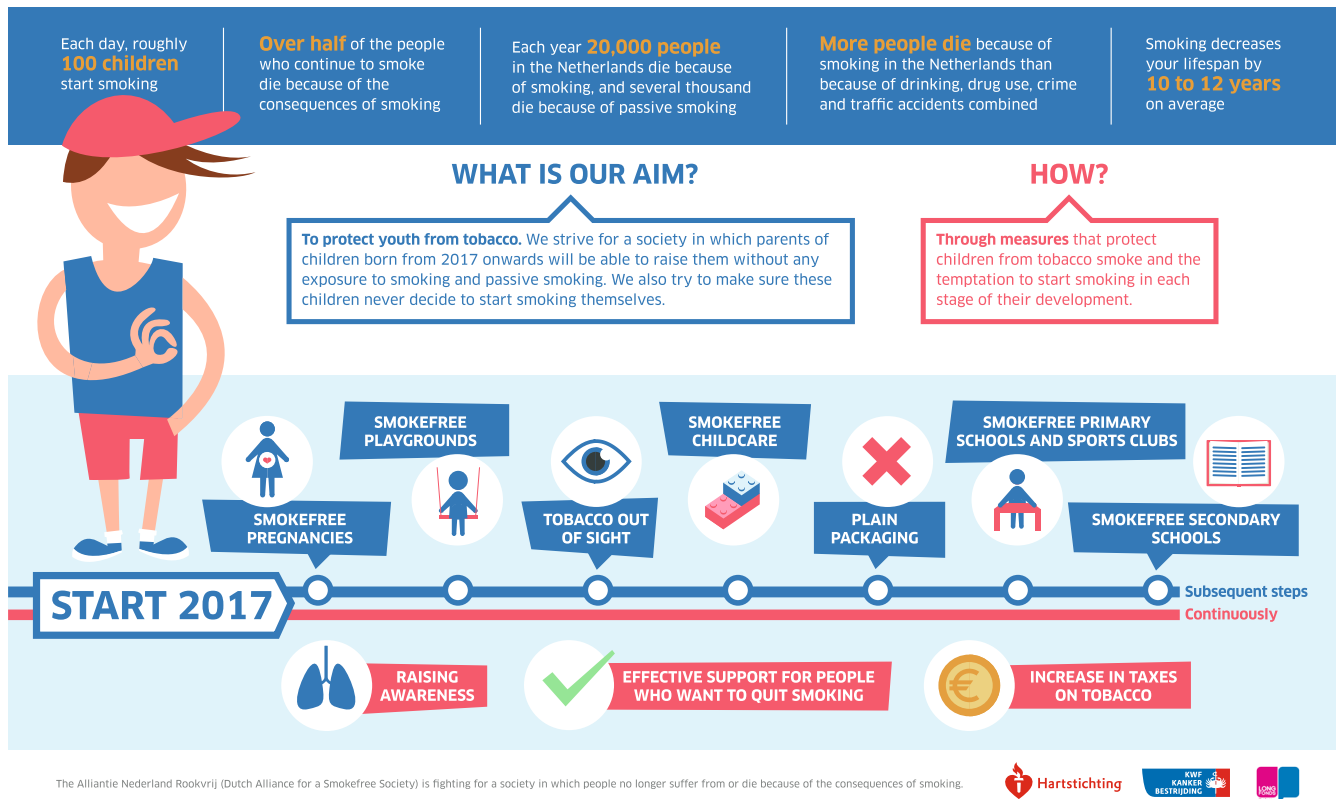 Each day, roughly
100 children
start smoking
Over half of the people
who continue to smoke
die because of the
consequences of smoking
Each year 20,000 people
in the Netherlands die because
of smoking, and several thousand
die because of passive smoking
More people die because of
smoking in the Netherlands than
because of drinking, drug use, crime
and traffic accidents combined
Smoking decreases
your lifespan by
10 to 12 years
on average
WHAT IS OUR AIM?
To protect youth from tobacco. We strive for a society in which parents of
children born from 2017 onwards will be able to raise them without any
exposure to smoking and passive smoking. We also try to make sure these
children never decide to start smoking themselves.
HOW?
Through measures that protect
children from tobacco smoke and the
temptation to start smoking in each
stage of their development.
SMOKEFREE
PREGNANCIES
SMOKEFREE
PLAYGROUNDS
TOBACCO OUT
OF SIGHT
SMOKEFREE
CHILDCARE
PLAIN
PACKAGING
SMOKEFREE PRIMARY
SCHOOLS AND SPORTS CLUBS
SMOKEFREE SECONDARY
SCHOOLS
START 2017
Subsequent steps
Continuously
RAISING
AWARENESS
EFFECTIVE SUPPORT FOR PEOPLE
WHO WANT TO QUIT SMOKING
€
INCREASE IN TAXES
ON TOBACCO
The Alliantie Nederland Rookvrij (Dutch Alliance for a Smokefree Society) is fighting for a society in which people no longer suffer from or die because of the consequences of smoking.
Hartstichting
KWF
KANKER
BESTRIJDING
LONG
FONDS